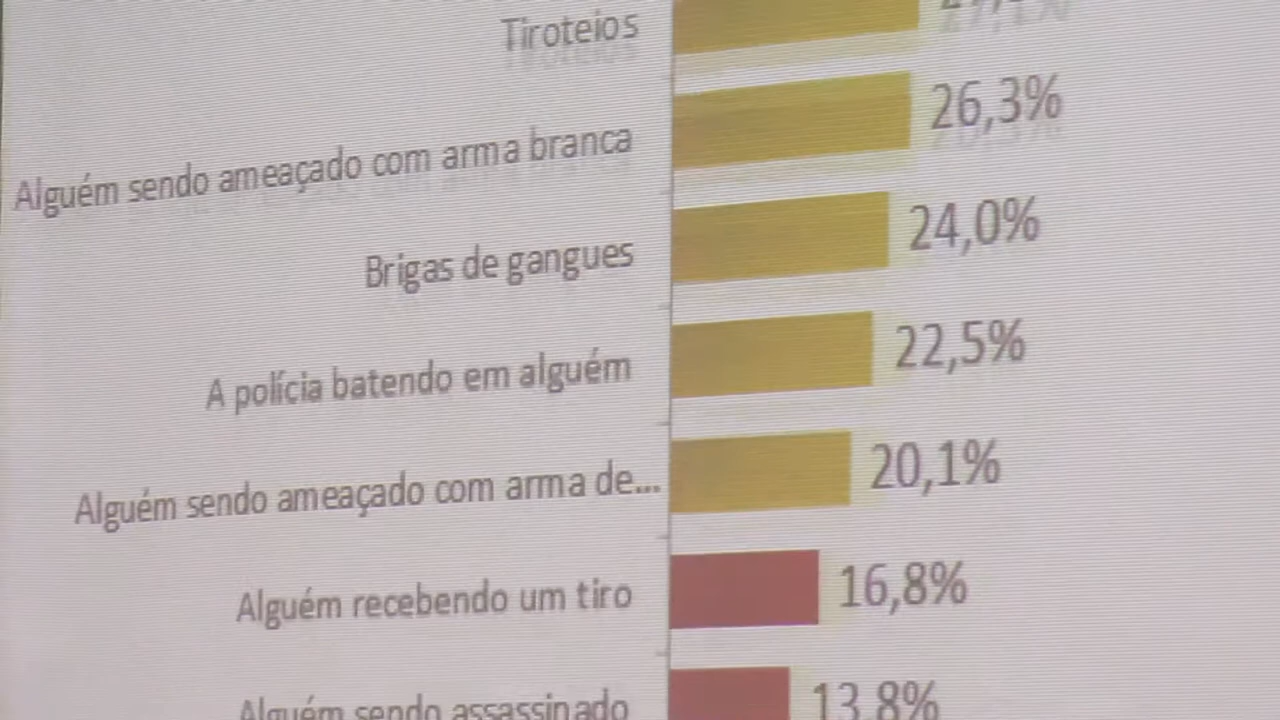 Tiroteios
Alguém sendo ameaçado com arma branca 26,3%
Brigas de gangues 24,0%
A polícia batendo em alguém 22,5%
Alguém sendo ameaçado com arma de... 20,1%
Alguém recebendo um tiro 16,8%
Alguém sendo assassinado 13,8%